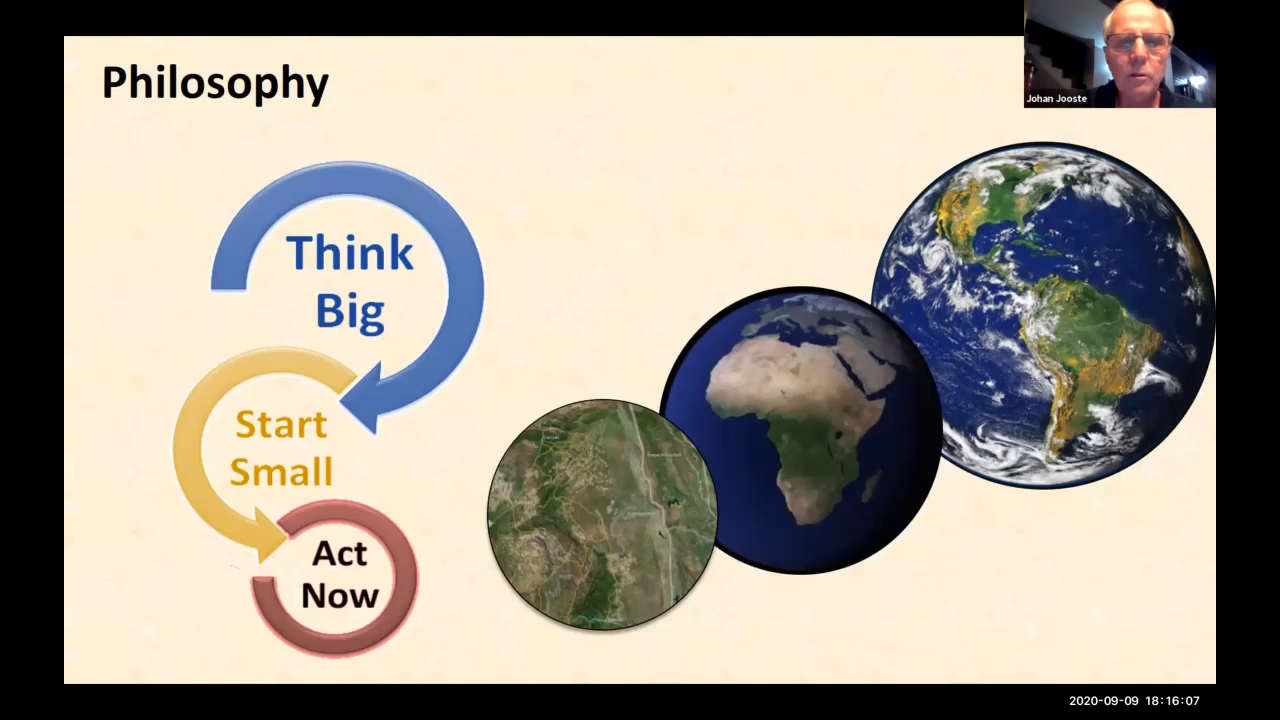 Philosophy
Johan Jooste
Think
Big
Start
Small
Act
Now
2020-09-09 18:16:07